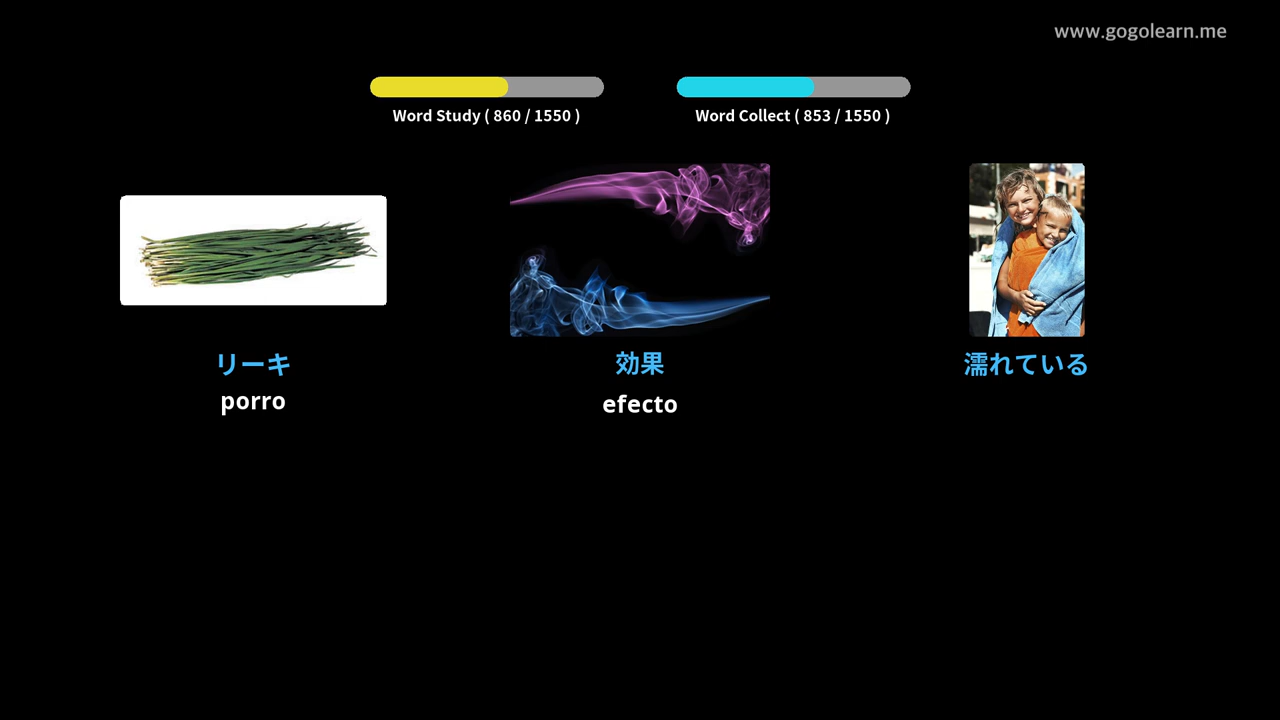 www.gogolearn.me
Word Study ( 860 / 1550 )
Word Collect ( 853 / 1550 )
リーキ
porro
効果
efecto
濡れている